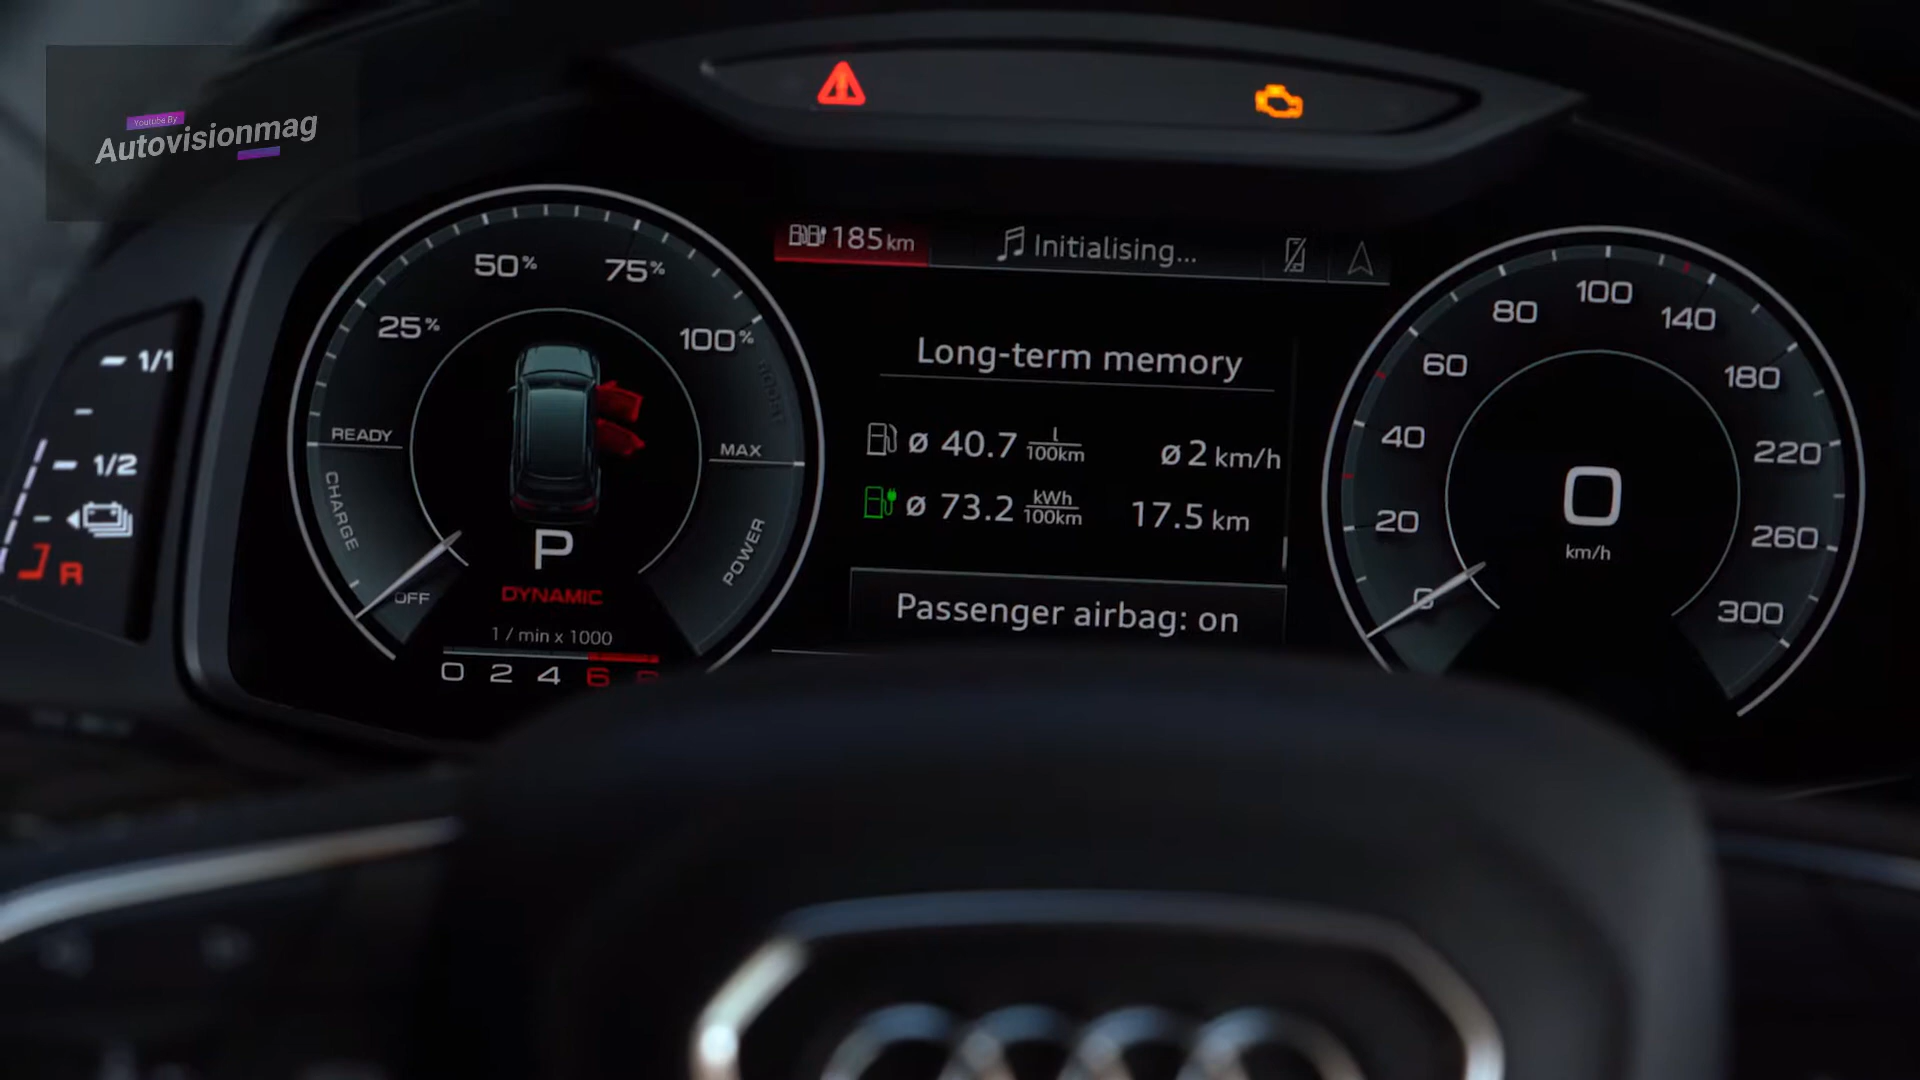 Youtube By
Autovisionmag
185 km
Initialising...
50%
75%
25%
100%
READY
MAX
CHARGE
POWER
OFF
P
DYNAMIC
1 / min x 1000
0 2 4 6
1/1
1/2
R
Long-term memory
ø 40.7 l/100km ø 2 km/h
ø 73.2 kWh/100km 17.5 km
Passenger airbag: on
0
20
40
60
80
100
140
180
220
260
300
0
km/h